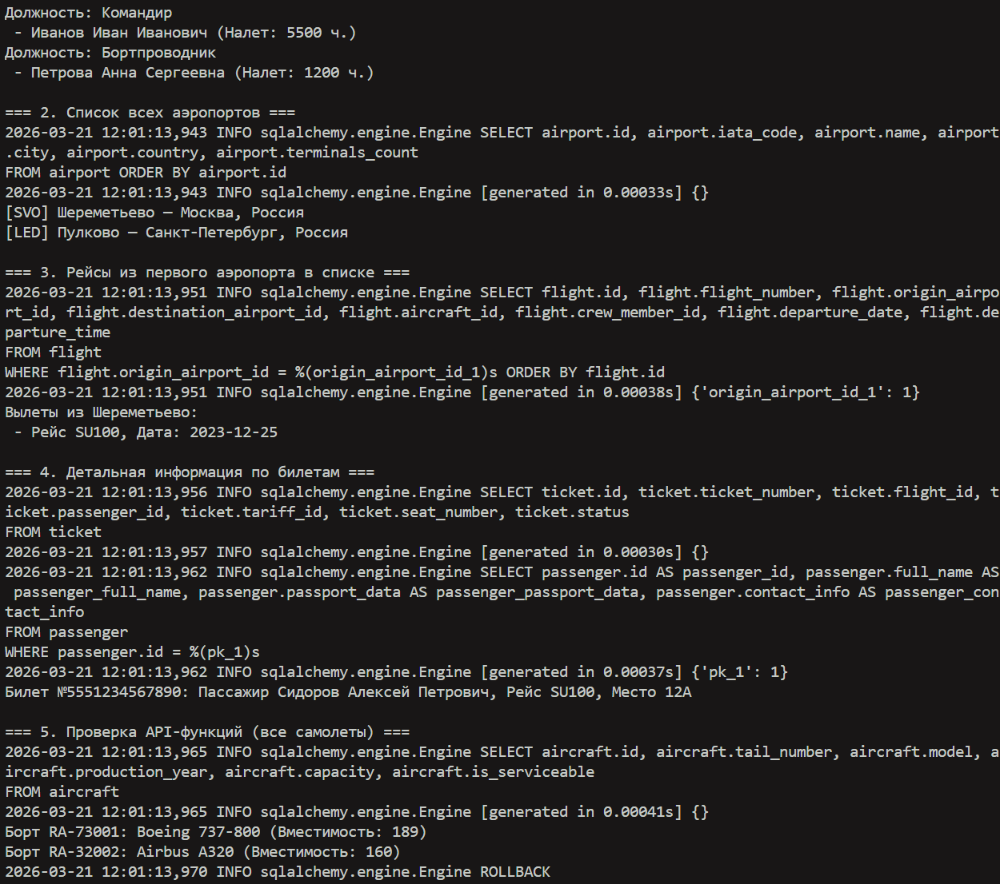 Должность: Командир
 - Иванов Иван Иванович (Налет: 5500 ч.)
Должность: Бортпроводник
 - Петрова Анна Сергеевна (Налет: 1200 ч.)

=== 2. Список всех аэропортов ===
2026-03-21 12:01:13,943 INFO sqlalchemy.engine.Engine SELECT airport.id, airport.iata_code, airport.name, airport
.city, airport.country, airport.terminals_count
FROM airport ORDER BY airport.id
2026-03-21 12:01:13,943 INFO sqlalchemy.engine.Engine [generated in 0.00033s] {}
[SVO] Шереметьево — Москва, Россия
[LED] Пулково — Санкт-Петербург, Россия

=== 3. Рейсы из первого аэропорта в списке ===
2026-03-21 12:01:13,951 INFO sqlalchemy.engine.Engine SELECT flight.id, flight.flight_number, flight.origin_airpo
rt_id, flight.destination_airport_id, flight.aircraft_id, flight.crew_member_id, flight.departure_date, flight.de
parture_time
FROM flight
WHERE flight.origin_airport_id = %(origin_airport_id_1)s ORDER BY flight.id
2026-03-21 12:01:13,951 INFO sqlalchemy.engine.Engine [generated in 0.00038s] {'origin_airport_id_1': 1}
Вылеты из Шереметьево:
 - Рейс SU100, Дата: 2023-12-25

=== 4. Детальная информация по билетам ===
2026-03-21 12:01:13,956 INFO sqlalchemy.engine.Engine SELECT ticket.id, ticket.ticket_number, ticket.flight_id, t
icket.passenger_id, ticket.tariff_id, ticket.seat_number, ticket.status
FROM ticket
2026-03-21 12:01:13,957 INFO sqlalchemy.engine.Engine [generated in 0.00030s] {}
2026-03-21 12:01:13,962 INFO sqlalchemy.engine.Engine SELECT passenger.id AS passenger_id, passenger.full_name AS
 passenger_full_name, passenger.passport_data AS passenger_passport_data, passenger.contact_info AS passenger_con
tact_info
FROM passenger
WHERE passenger.id = %(pk_1)s
2026-03-21 12:01:13,962 INFO sqlalchemy.engine.Engine [generated in 0.00037s] {'pk_1': 1}
Билет №5551234567890: Пассажир Сидоров Алексей Петрович, Рейс SU100, Место 12A

=== 5. Проверка API-функций (все самолеты) ===
2026-03-21 12:01:13,965 INFO sqlalchemy.engine.Engine SELECT aircraft.id, aircraft.tail_number, aircraft.model, a
ircraft.production_year, aircraft.capacity, aircraft.is_serviceable
FROM aircraft
2026-03-21 12:01:13,965 INFO sqlalchemy.engine.Engine [generated in 0.00041s] {}
Борт RA-73001: Boeing 737-800 (Вместимость: 189)
Борт RA-32002: Airbus A320 (Вместимость: 160)
2026-03-21 12:01:13,970 INFO sqlalchemy.engine.Engine ROLLBACK